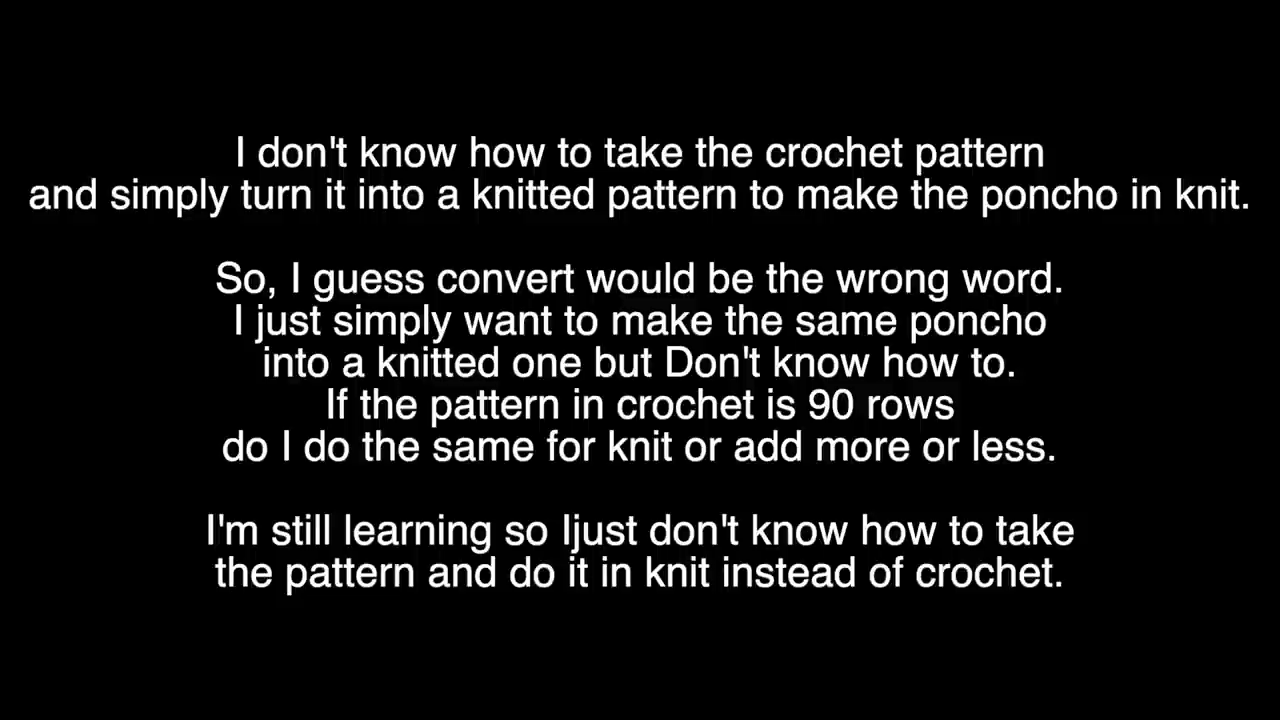 I don't know how to take the crochet pattern
and simply turn it into a knitted pattern to make the poncho in knit.
So, I guess convert would be the wrong word.
I just simply want to make the same poncho
into a knitted one but Don't know how to.
If the pattern in crochet is 90 rows
do I do the same for knit or add more or less.
I'm still learning so Ijust don't know how to take
the pattern and do it in knit instead of crochet.